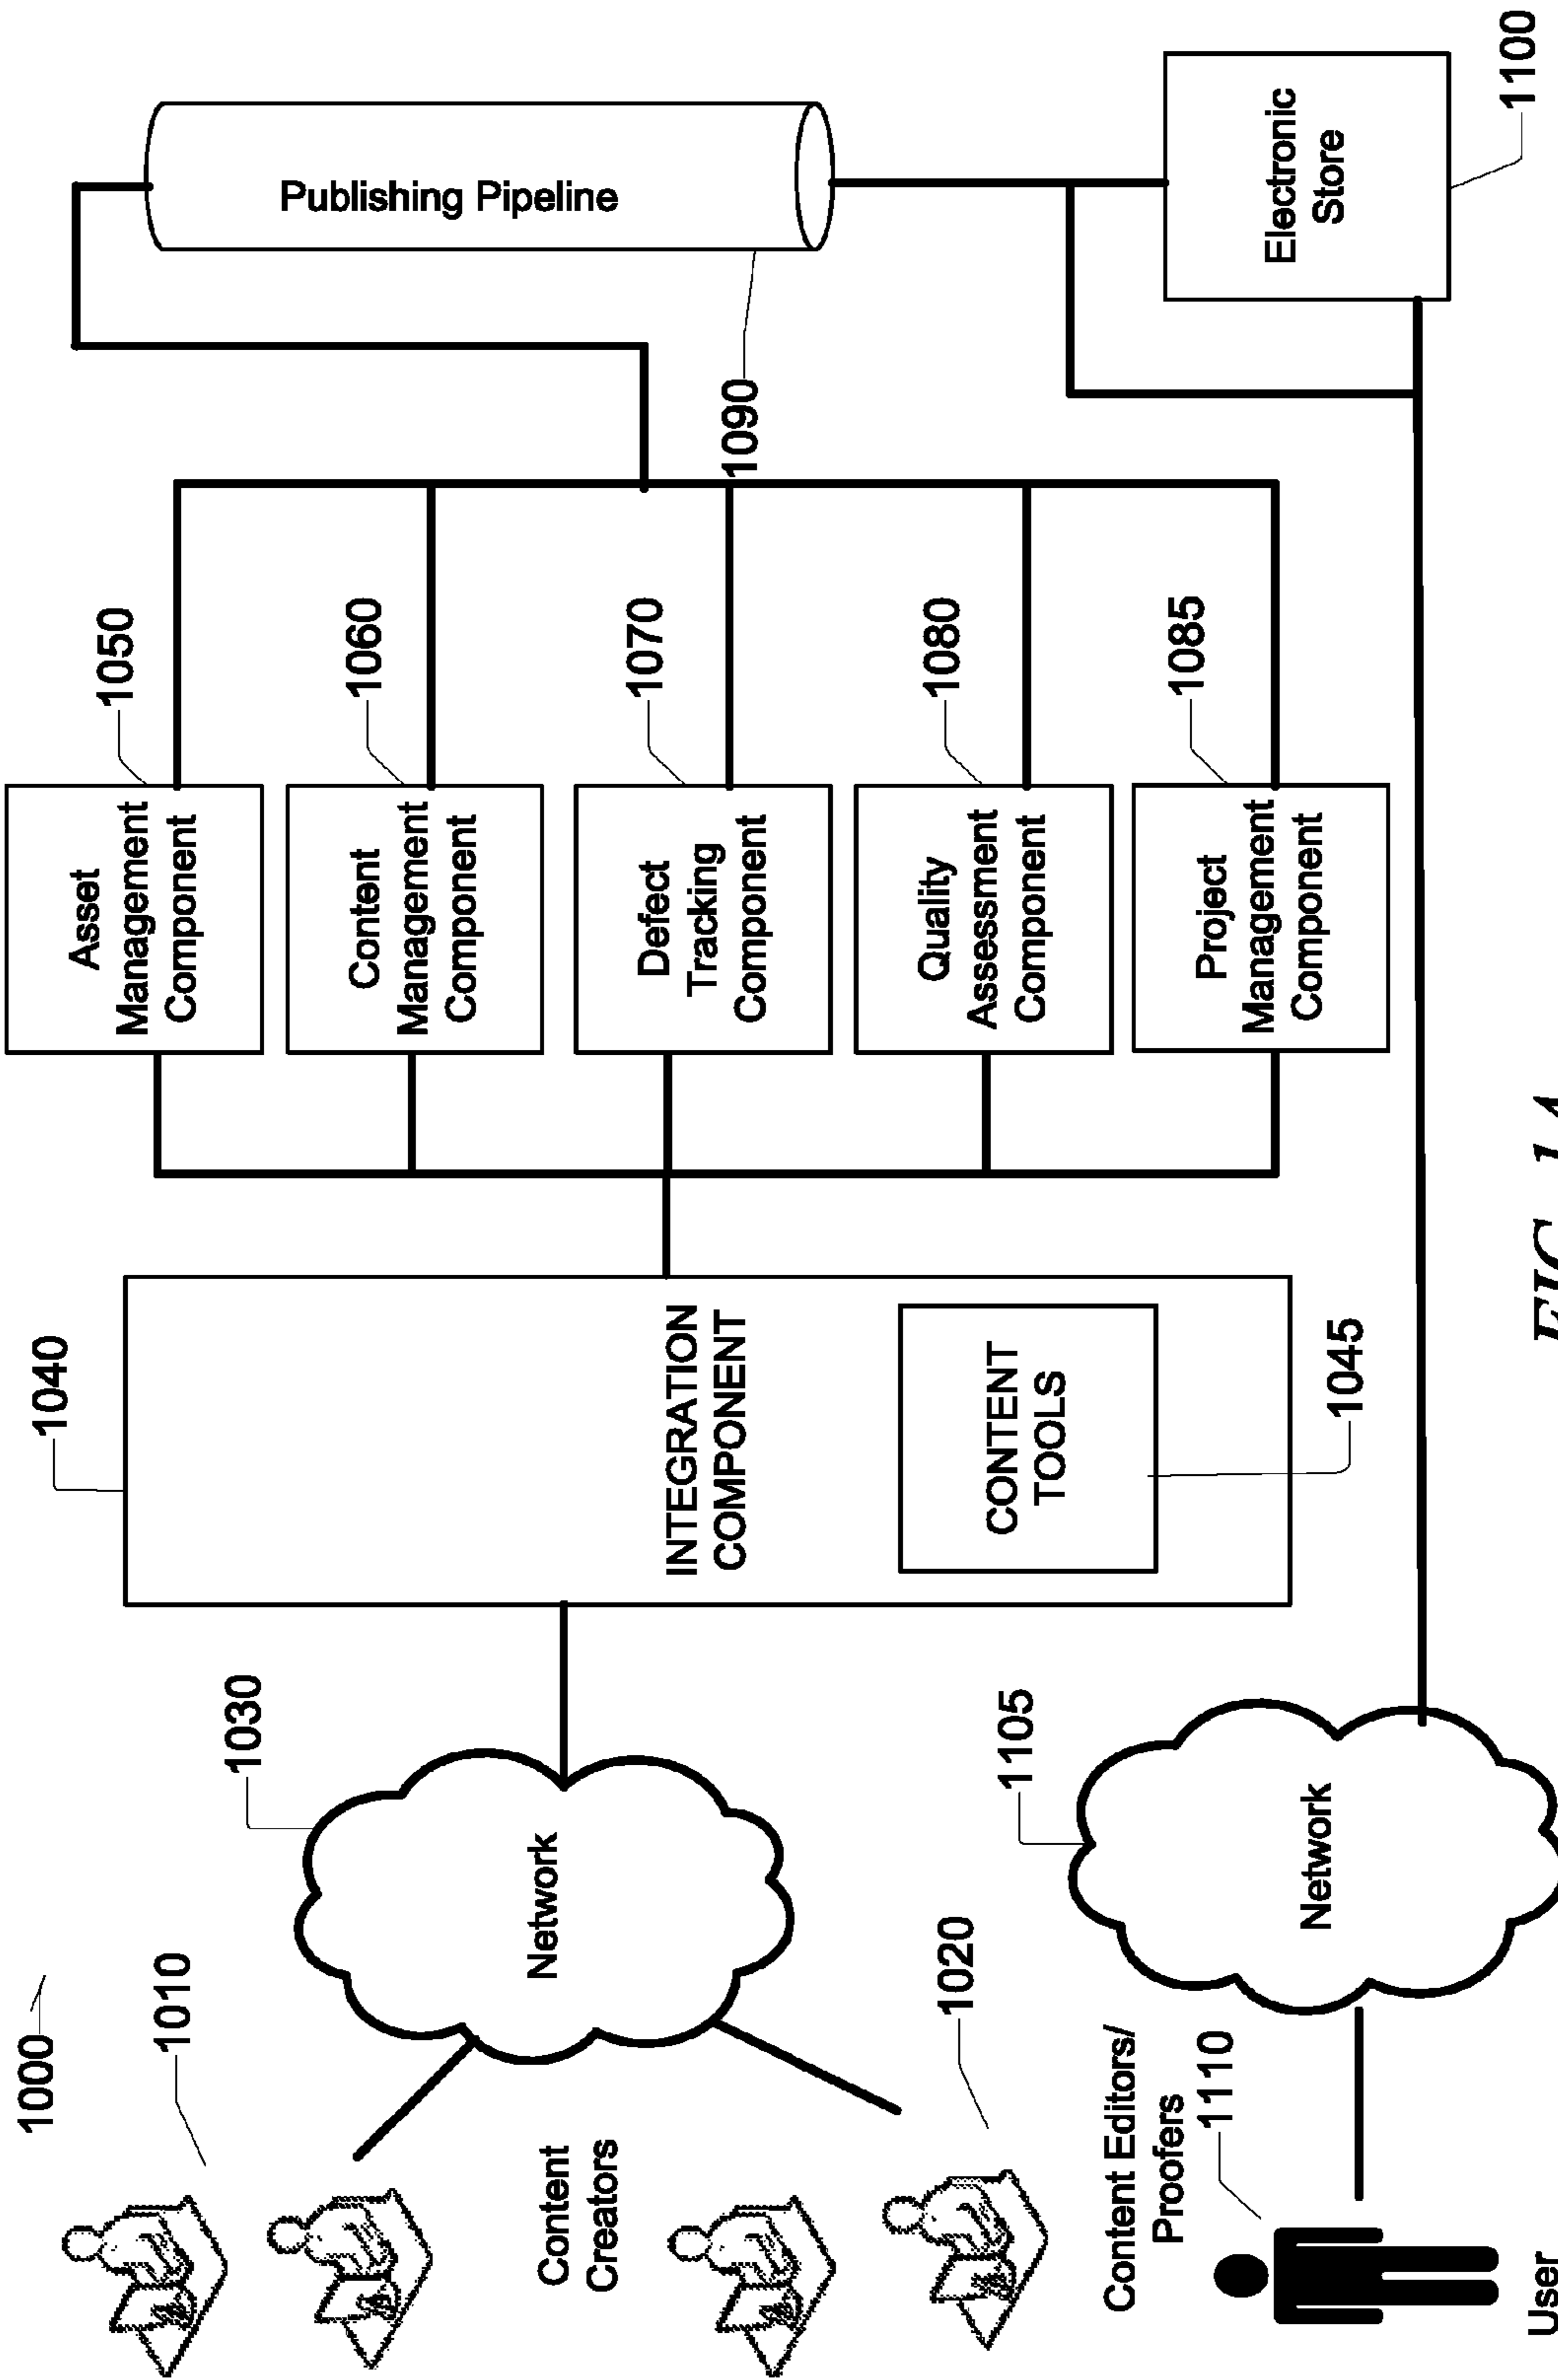 1000
1010
Content
Creators
1020
Content Editors/
Proofers
1110
User
1030
Network
1105
Network
1040
INTEGRATION
COMPONENT
CONTENT
TOOLS
1045
Asset
Management
Component
1050
Content
Management
Component
1060
Defect
Tracking
Component
1070
Quality
Assessment
Component
1080
Project
Management
Component
1085
Publishing Pipeline
1090
Electronic
Store
1100
FIG. 1A